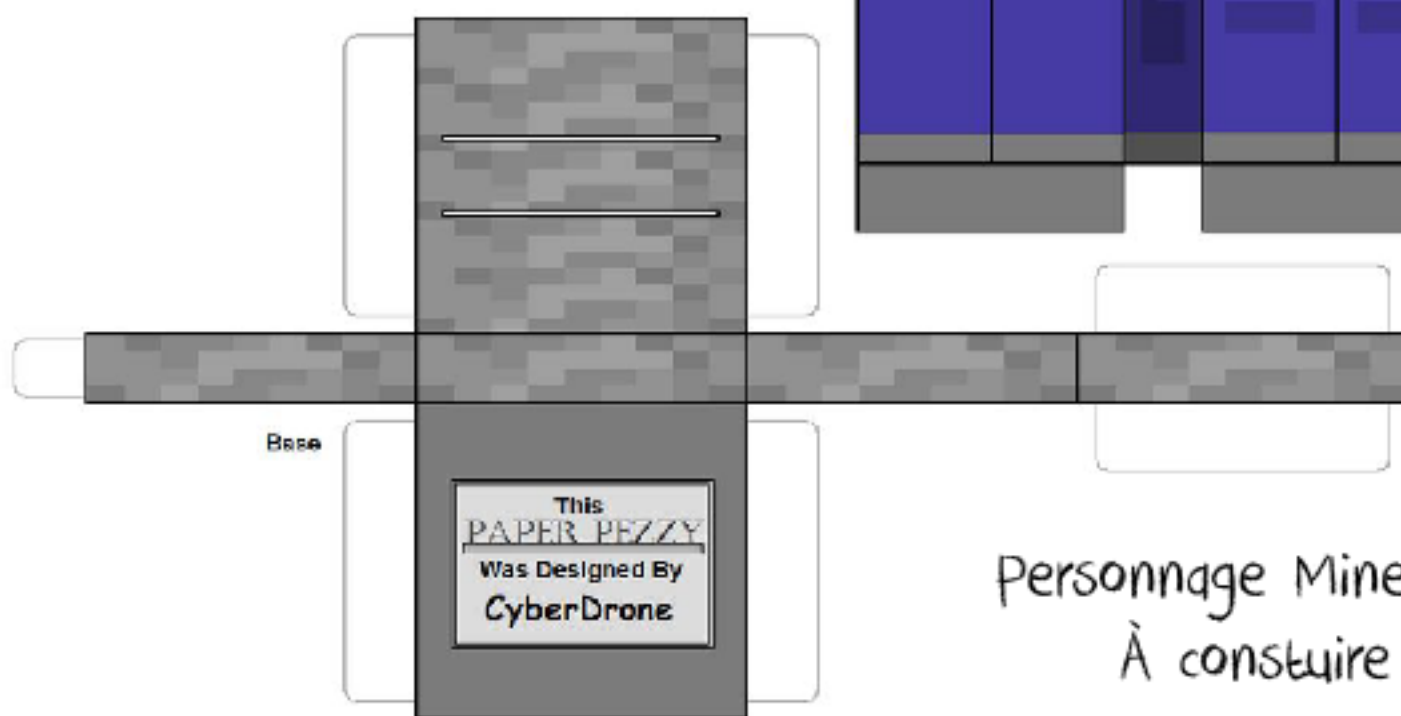 Base
This
PAPER PEZZY
Was Designed By
CyberDrone
Personnage Mine
À constuire